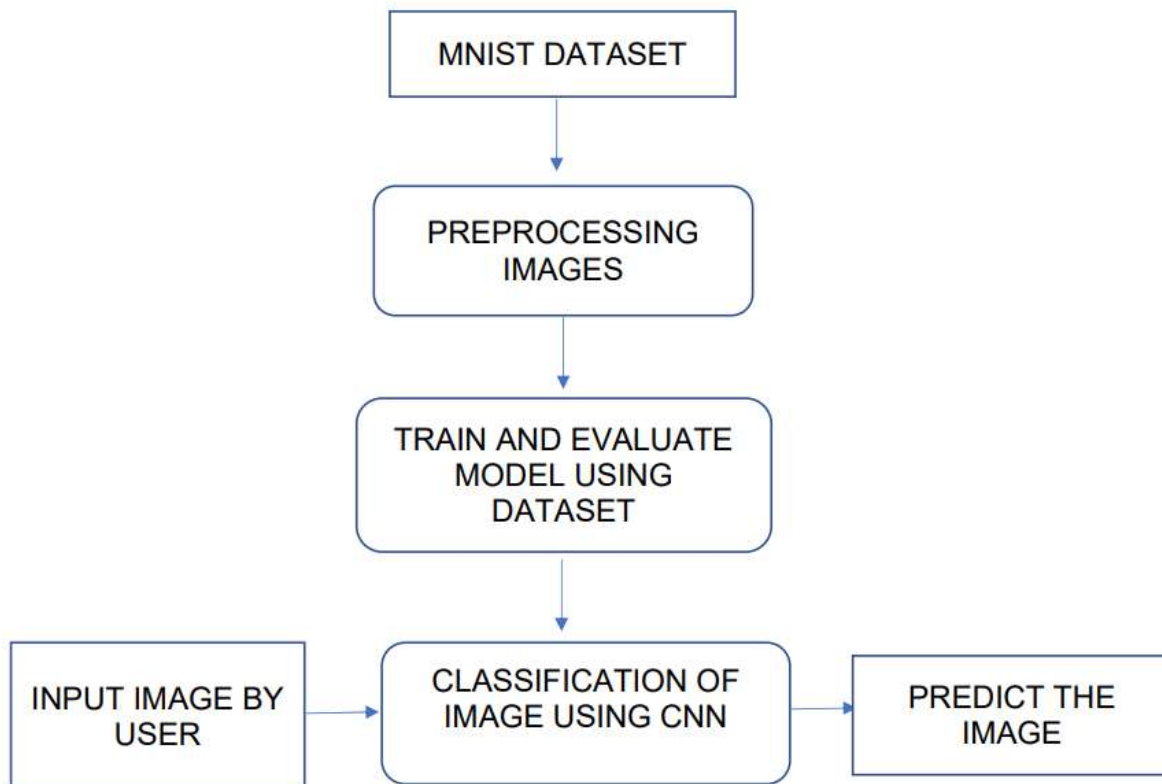 MNIST DATASET
PREPROCESSING
IMAGES
TRAIN AND EVALUATE
MODEL USING
DATASET
INPUT IMAGE BY
USER
CLASSIFICATION OF
IMAGE USING CNN
PREDICT THE
IMAGE